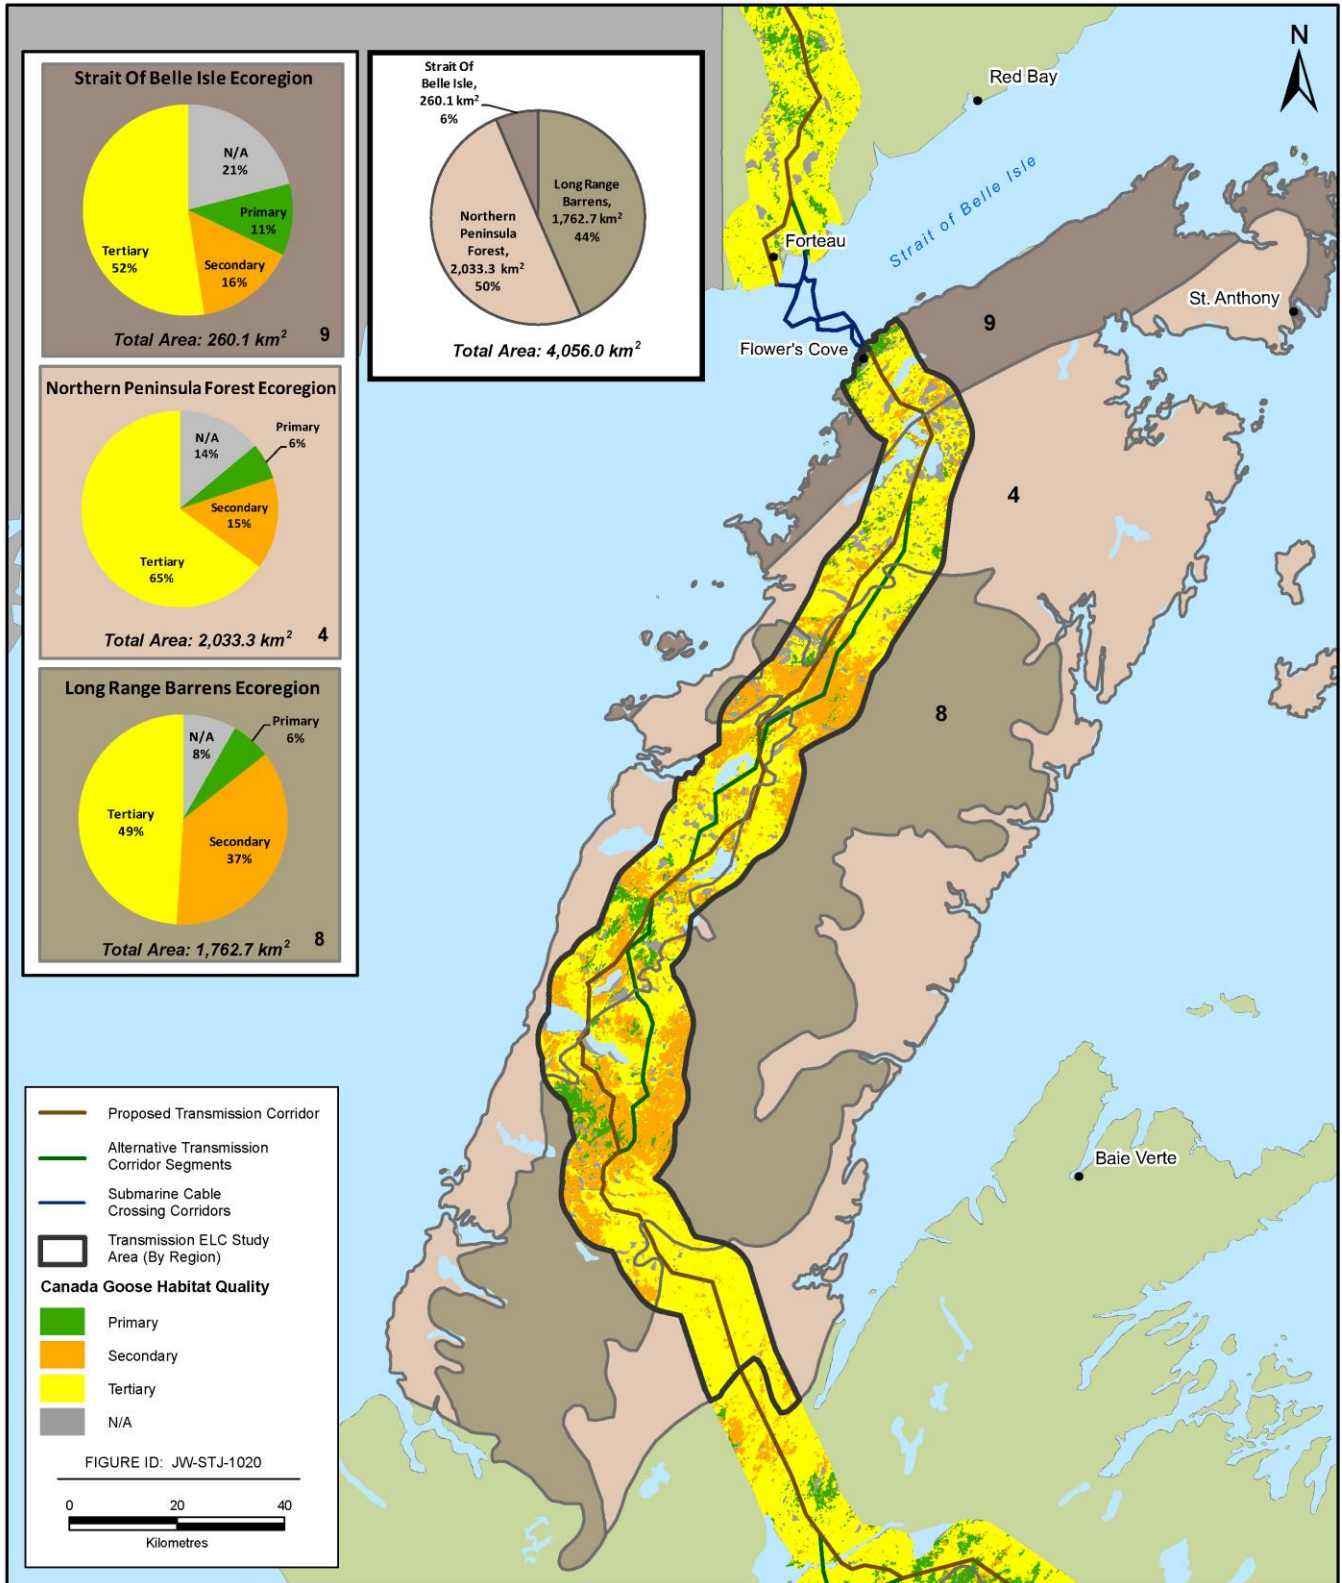 Strait Of Belle Isle Ecoregion
N/A
21%
Primary
11%
Secondary
16%
Tertiary
52%
Total Area: 260.1 km²
9
Northern Peninsula Forest Ecoregion
N/A
14%
Primary
6%
Secondary
15%
Tertiary
65%
Total Area: 2,033.3 km²
4
Long Range Barrens Ecoregion
N/A
8%
Primary
6%
Secondary
37%
Tertiary
49%
Total Area: 1,762.7 km²
8
Strait Of
Belle Isle,
260.1 km²
6%
Long Range
Barrens,
1,762.7 km²
44%
Northern
Peninsula
Forest,
2,033.3 km²
50%
Total Area: 4,056.0 km²
N
Red Bay
Strait of Belle Isle
Forteau
St. Anthony
Flower's Cove
9
4
8
Baie Verte
Proposed Transmission Corridor
Alternative Transmission
Corridor Segments
Submarine Cable
Crossing Corridors
Transmission ELC Study
Area (By Region)
Canada Goose Habitat Quality
Primary
Secondary
Tertiary
N/A
FIGURE ID: JW-STJ-1020
0 20 40
Kilometres